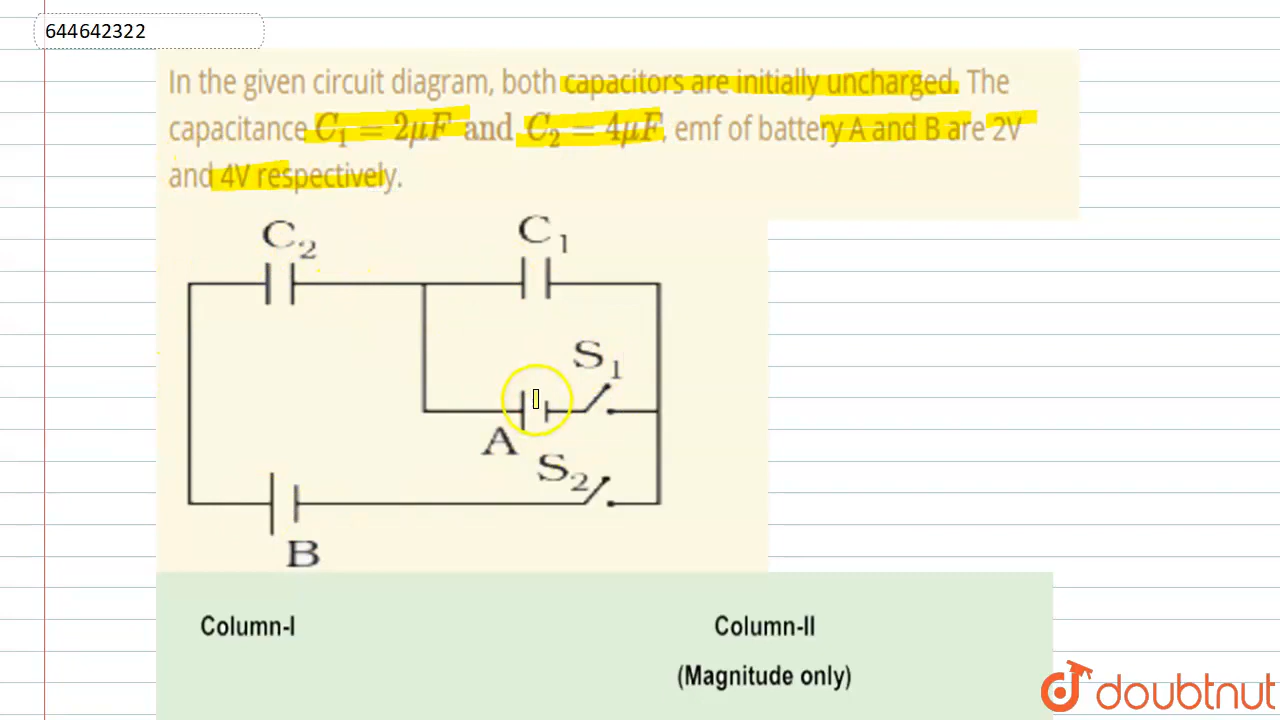 644642322
In the given circuit diagram, both capacitors are initially uncharged. The
capacitance C₁ = 2μF and C₂ = 4μF, emf of battery A and B are 2V
and 4V respectively.
C₂ C₁
S₁
A
S₂
B
Column-I Column-II
(Magnitude only)
doubtnut